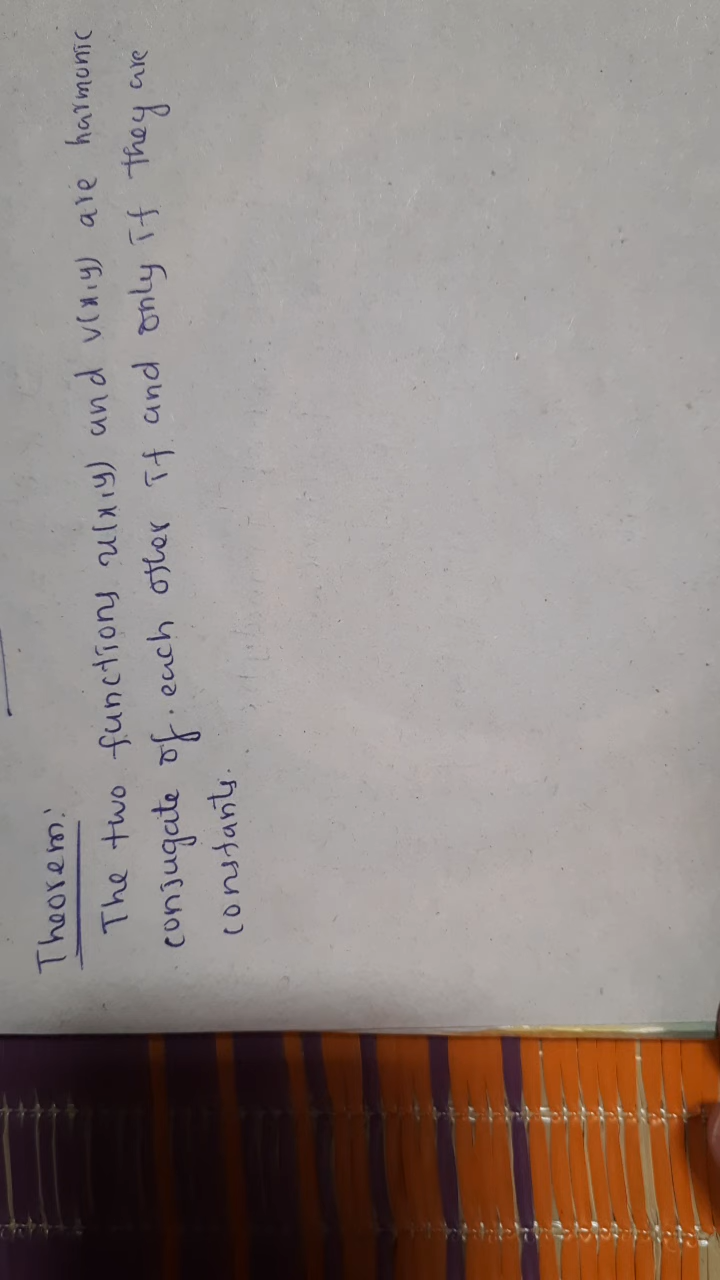 Theorem:
The two functions u(x,y) and v(x,y) are harmonic
conjugate of each other if and only if they are
constants.